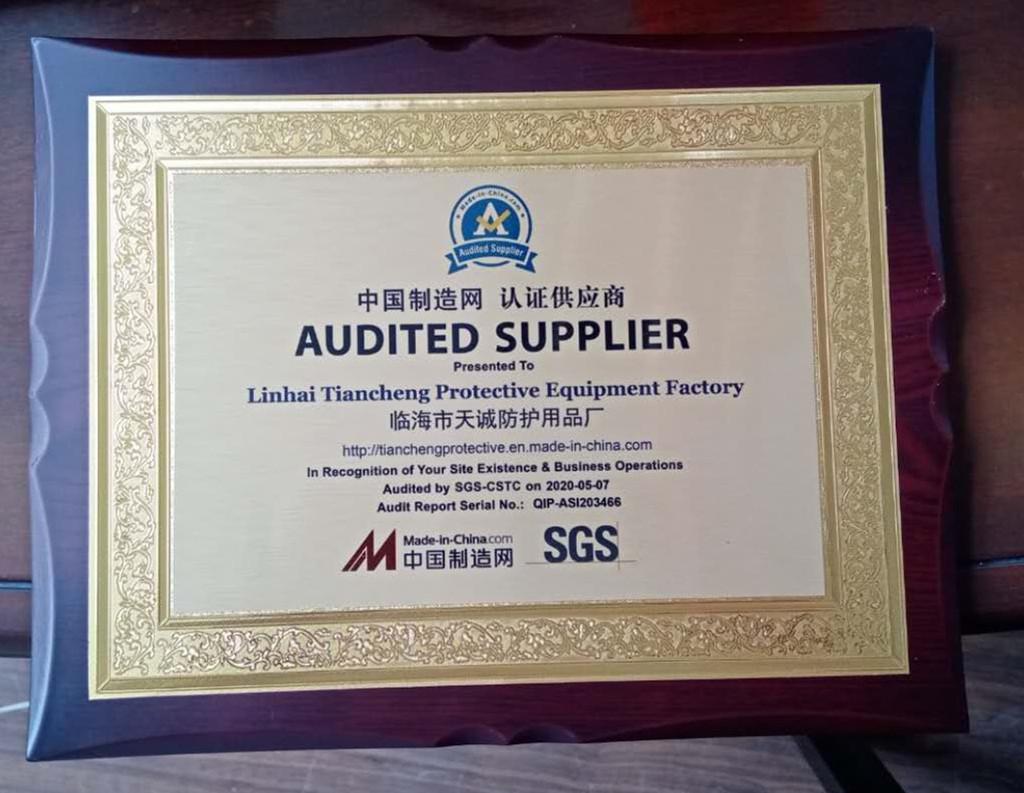 Made-in-China.com
A
Audited Supplier
中国制造网 认证供应商
AUDITED SUPPLIER
Presented To
Linhai Tiancheng Protective Equipment Factory
临海市天诚防护用品厂
http://tianchengprotective.en.made-in-china.com
In Recognition of Your Site Existence & Business Operations
Audited by SGS-CSTC on 2020-05-07
Audit Report Serial No.: QIP-ASI203466
Made-in-China.com
中国制造网
SGS